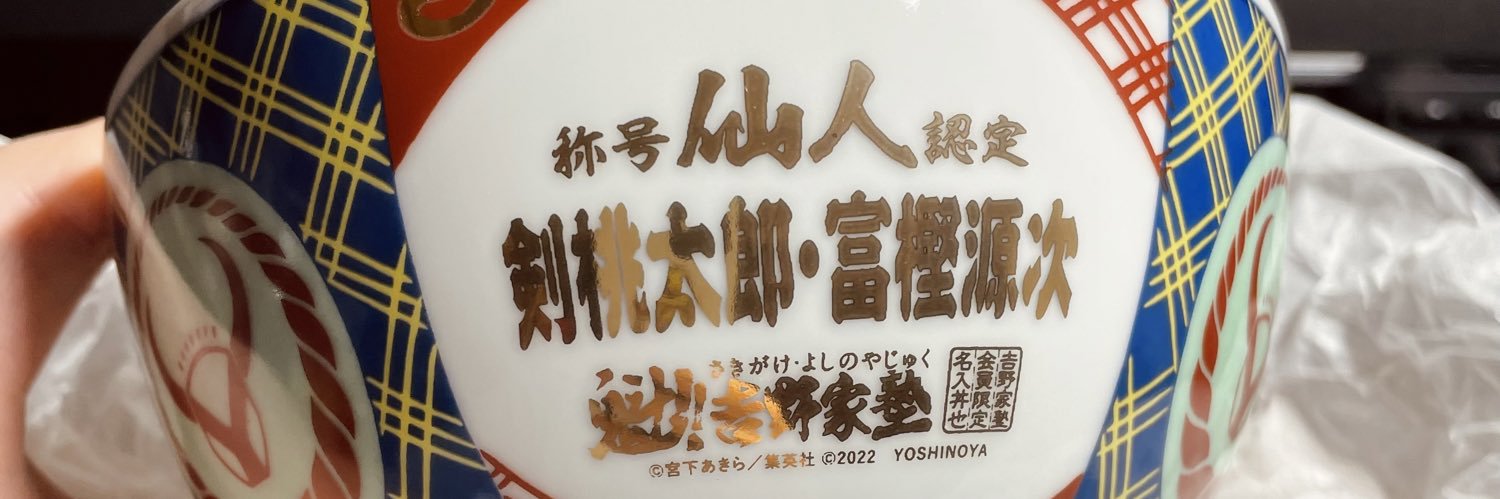 称号仙人認定
剣桃太郎・富樫源次
さきがけ・よしのやじゅく
魁!!吉野家塾
吉野家塾
会員限定
名入丼也
©宮下あきら/集英社 ©2022 YOSHINOYA